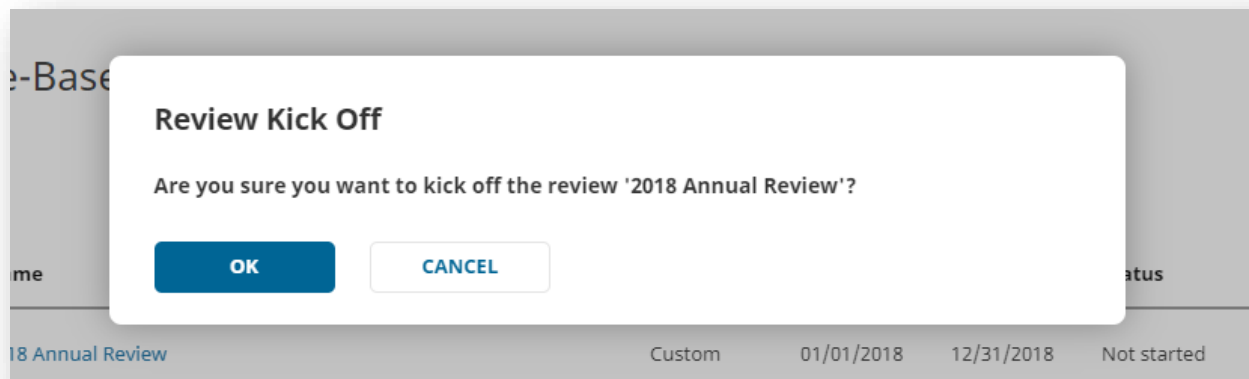 e-Base
Review Kick Off
Are you sure you want to kick off the review '2018 Annual Review'?
OK CANCEL
me atus
18 Annual Review Custom 01/01/2018 12/31/2018 Not started